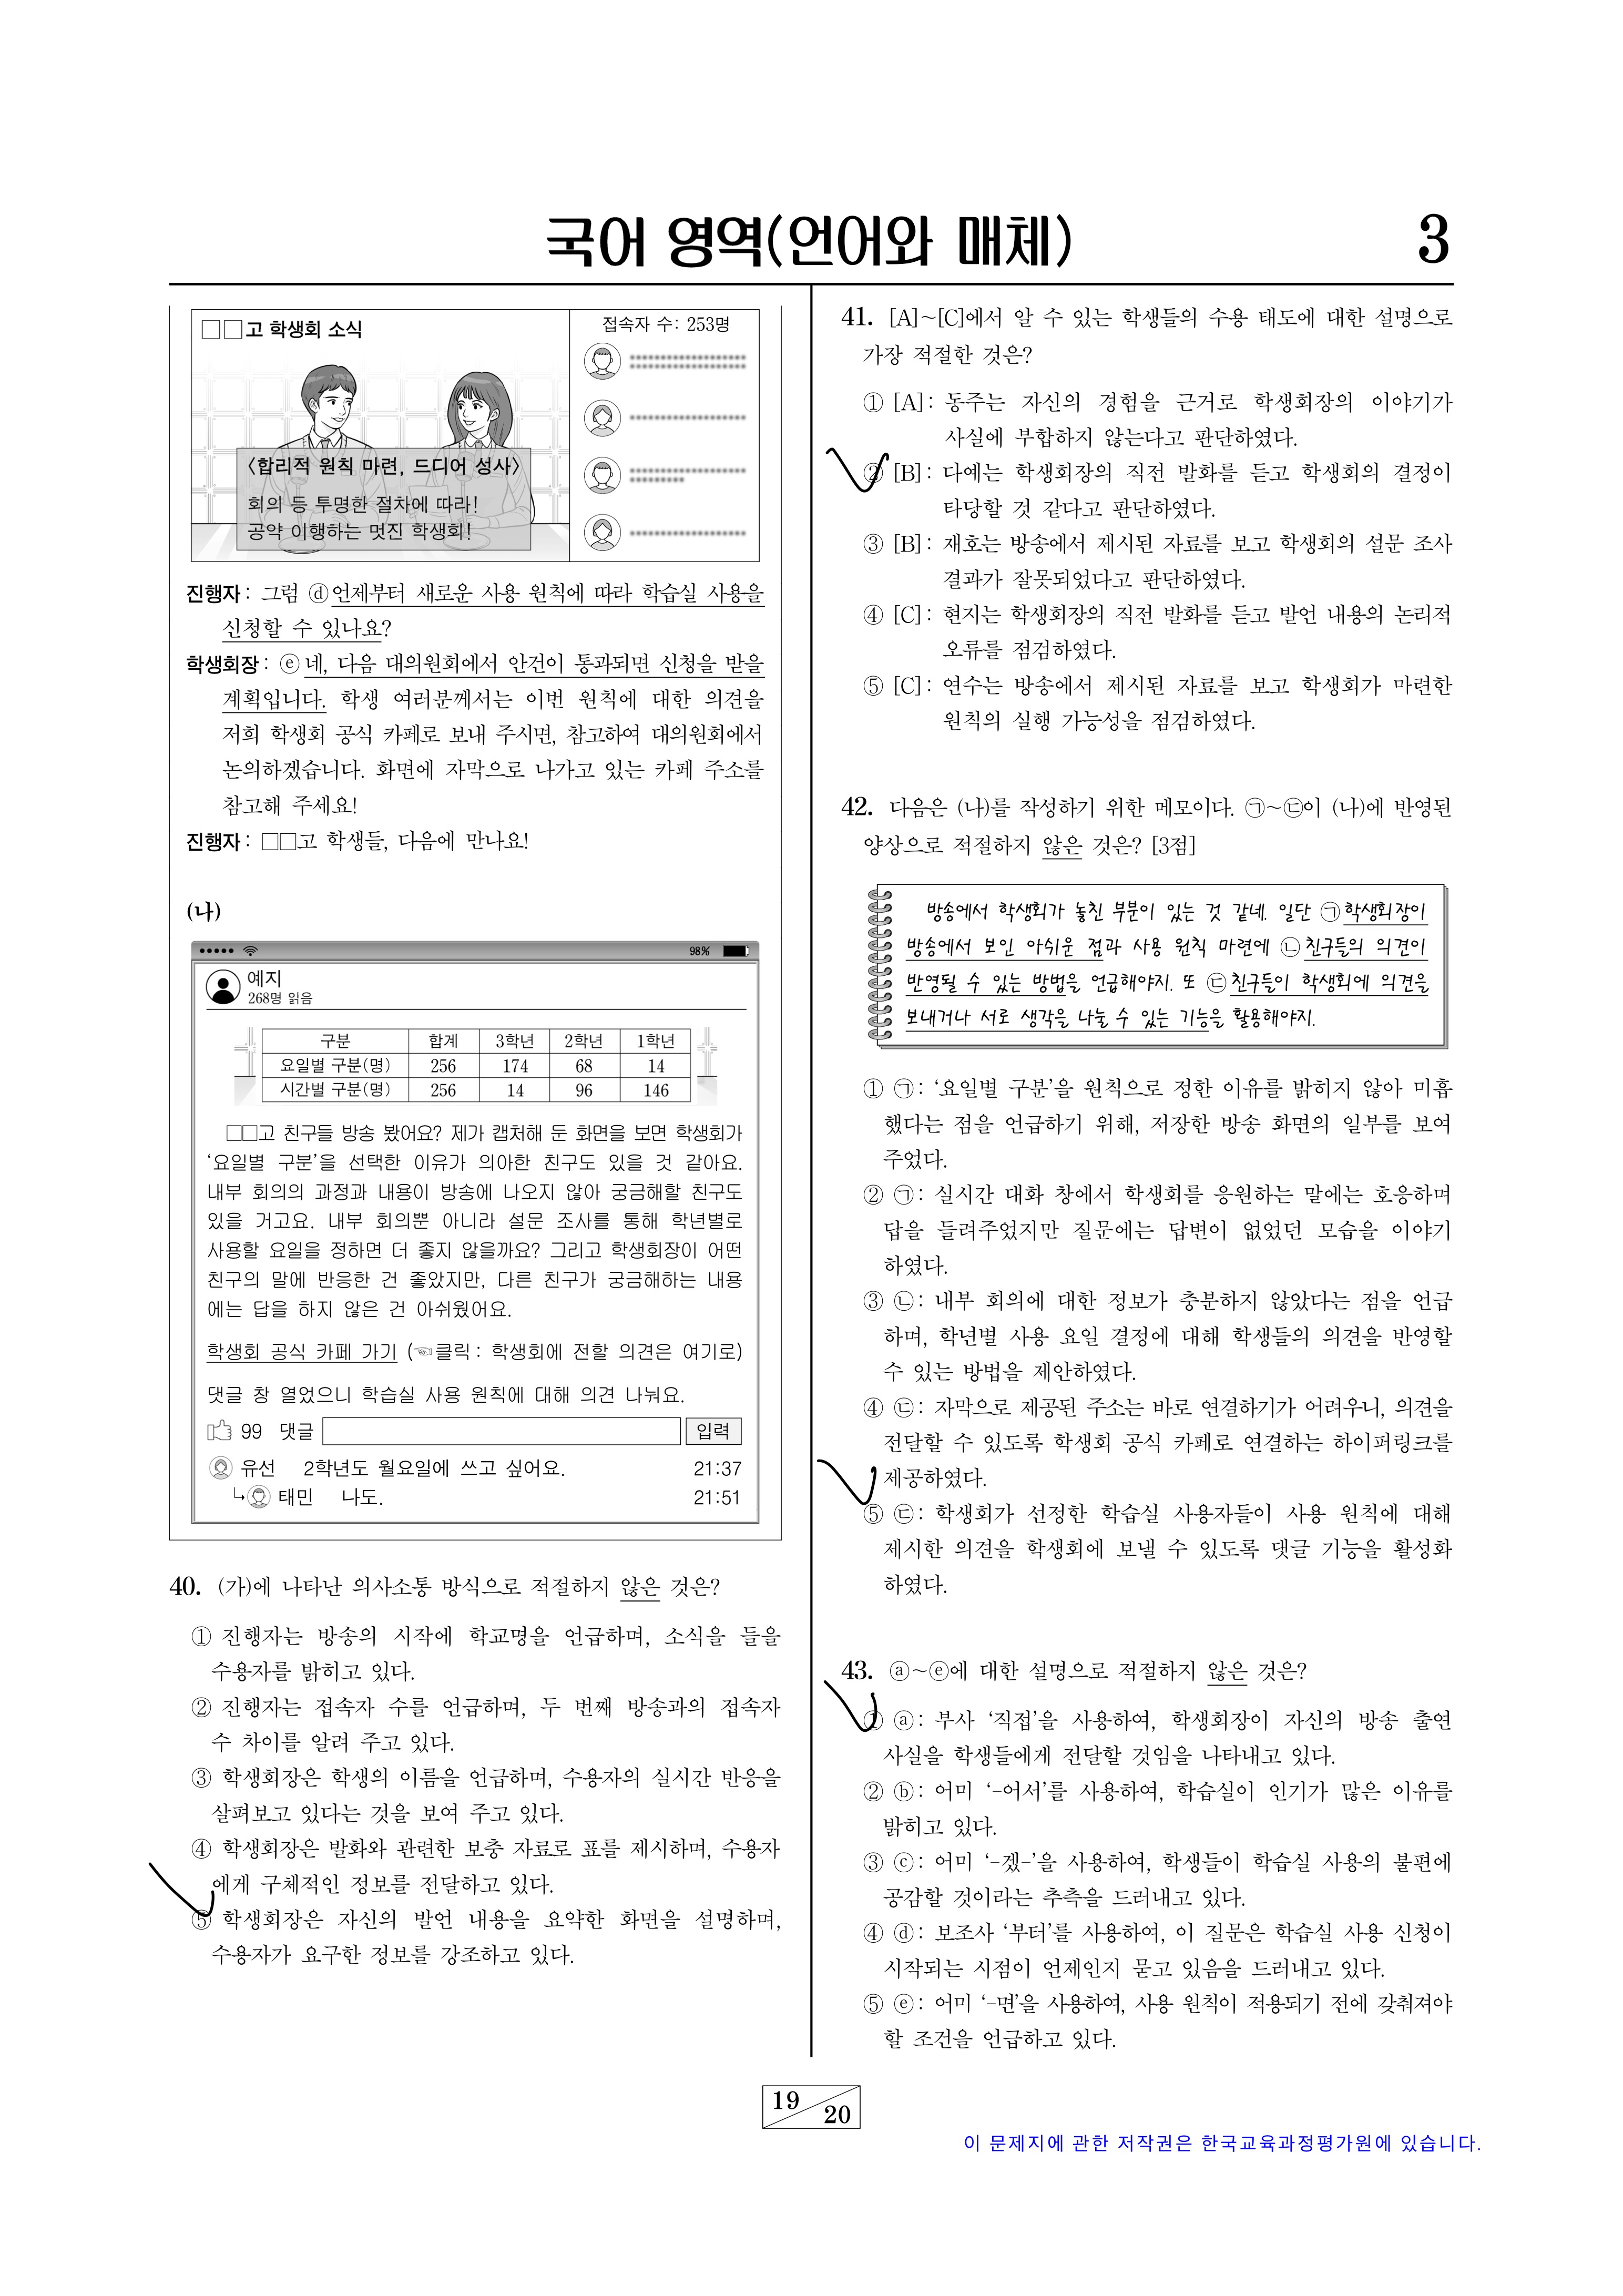 국어 영역(언어와 매체)
3
□□고 학생회 소식
접속자 수: 253명
〈합리적 원칙 마련, 드디어 성사〉
회의 등 투명한 절차에 따라!
공약 이행하는 멋진 학생회!
진행자 : 그럼 ⓓ언제부터 새로운 사용 원칙에 따라 학습실 사용을
신청할 수 있나요?
학생회장 : ⓔ네, 다음 대의원회에서 안건이 통과되면 신청을 받을
계획입니다. 학생 여러분께서는 이번 원칙에 대한 의견을
저희 학생회 공식 카페로 보내 주시면, 참고하여 대의원회에서
논의하겠습니다. 화면에 자막으로 나가고 있는 카페 주소를
참고해 주세요!
진행자 : □□고 학생들, 다음에 만나요!
(나)
98%
예지
268명 읽음
구분 합계 3학년 2학년 1학년
요일별 구분(명) 256 174 68 14
시간별 구분(명) 256 14 96 146
□□고 친구들 방송 봤어요? 제가 캡처해 둔 화면을 보면 학생회가
‘요일별 구분’을 선택한 이유가 의아한 친구도 있을 것 같아요.
내부 회의의 과정과 내용이 방송에 나오지 않아 궁금해할 친구도
있을 거고요. 내부 회의뿐 아니라 설문 조사를 통해 학년별로
사용할 요일을 정하면 더 좋지 않을까요? 그리고 학생회장이 어떤
친구의 말에 반응한 건 좋았지만, 다른 친구가 궁금해하는 내용
에는 답을 하지 않은 건 아쉬웠어요.
학생회 공식 카페 가기 (☜클릭 : 학생회에 전할 의견은 여기로)
댓글 창 열었으니 학습실 사용 원칙에 대해 의견 나눠요.
99 댓글 입력
유선 2학년도 월요일에 쓰고 싶어요. 21:37
↳ 태민 나도. 21:51
40. (가)에 나타난 의사소통 방식으로 적절하지 않은 것은?
① 진행자는 방송의 시작에 학교명을 언급하며, 소식을 들을
수용자를 밝히고 있다.
② 진행자는 접속자 수를 언급하며, 두 번째 방송과의 접속자
수 차이를 알려 주고 있다.
③ 학생회장은 학생의 이름을 언급하며, 수용자의 실시간 반응을
살펴보고 있다는 것을 보여 주고 있다.
④ 학생회장은 발화와 관련한 보충 자료로 표를 제시하며, 수용자
에게 구체적인 정보를 전달하고 있다.
⑤ 학생회장은 자신의 발언 내용을 요약한 화면을 설명하며,
수용자가 요구한 정보를 강조하고 있다.
41. [A]~[C]에서 알 수 있는 학생들의 수용 태도에 대한 설명으로
가장 적절한 것은?
① [A] : 동주는 자신의 경험을 근거로 학생회장의 이야기가
사실에 부합하지 않는다고 판단하였다.
② [B] : 다예는 학생회장의 직전 발화를 듣고 학생회의 결정이
타당할 것 같다고 판단하였다.
③ [B] : 재호는 방송에서 제시된 자료를 보고 학생회의 설문 조사
결과가 잘못되었다고 판단하였다.
④ [C] : 현지는 학생회장의 직전 발화를 듣고 발언 내용의 논리적
오류를 점검하였다.
⑤ [C] : 연수는 방송에서 제시된 자료를 보고 학생회가 마련한
원칙의 실행 가능성을 점검하였다.
42. 다음은 (나)를 작성하기 위한 메모이다. ㉠~㉢이 (나)에 반영된
양상으로 적절하지 않은 것은? [3점]
방송에서 학생회가 놓친 부분이 있는 것 같네. 일단 ㉠학생회장이
방송에서 보인 아쉬운 점과 사용 원칙 마련에 ㉡친구들의 의견이
반영될 수 있는 방법을 언급해야지. 또 ㉢친구들이 학생회에 의견을
보내거나 서로 생각을 나눌 수 있는 기능을 활용해야지.
① ㉠ : ‘요일별 구분’을 원칙으로 정한 이유를 밝히지 않아 미흡
했다는 점을 언급하기 위해, 저장한 방송 화면의 일부를 보여
주었다.
② ㉠ : 실시간 대화 창에서 학생회를 응원하는 말에는 호응하며
답을 들려주었지만 질문에는 답변이 없었던 모습을 이야기
하였다.
③ ㉡ : 내부 회의에 대한 정보가 충분하지 않았다는 점을 언급
하며, 학년별 사용 요일 결정에 대해 학생들의 의견을 반영할
수 있는 방법을 제안하였다.
④ ㉢ : 자막으로 제공된 주소는 바로 연결하기가 어려우니, 의견을
전달할 수 있도록 학생회 공식 카페로 연결하는 하이퍼링크를
제공하였다.
⑤ ㉢ : 학생회가 선정한 학습실 사용자들이 사용 원칙에 대해
제시한 의견을 학생회에 보낼 수 있도록 댓글 기능을 활성화
하였다.
43. ⓐ~ⓔ에 대한 설명으로 적절하지 않은 것은?
① ⓐ : 부사 ‘직접’을 사용하여, 학생회장이 자신의 방송 출연
사실을 학생들에게 전달할 것임을 나타내고 있다.
② ⓑ : 어미 ‘-어서’를 사용하여, 학습실이 인기가 많은 이유를
밝히고 있다.
③ ⓒ : 어미 ‘-겠-’을 사용하여, 학생들이 학습실 사용의 불편에
공감할 것이라는 추측을 드러내고 있다.
④ ⓓ : 보조사 ‘부터’를 사용하여, 이 질문은 학습실 사용 신청이
시작되는 시점이 언제인지 묻고 있음을 드러내고 있다.
⑤ ⓔ : 어미 ‘-면’을 사용하여, 사용 원칙이 적용되기 전에 갖춰져야
할 조건을 언급하고 있다.
19
20
이 문제지에 관한 저작권은 한국교육과정평가원에 있습니다.